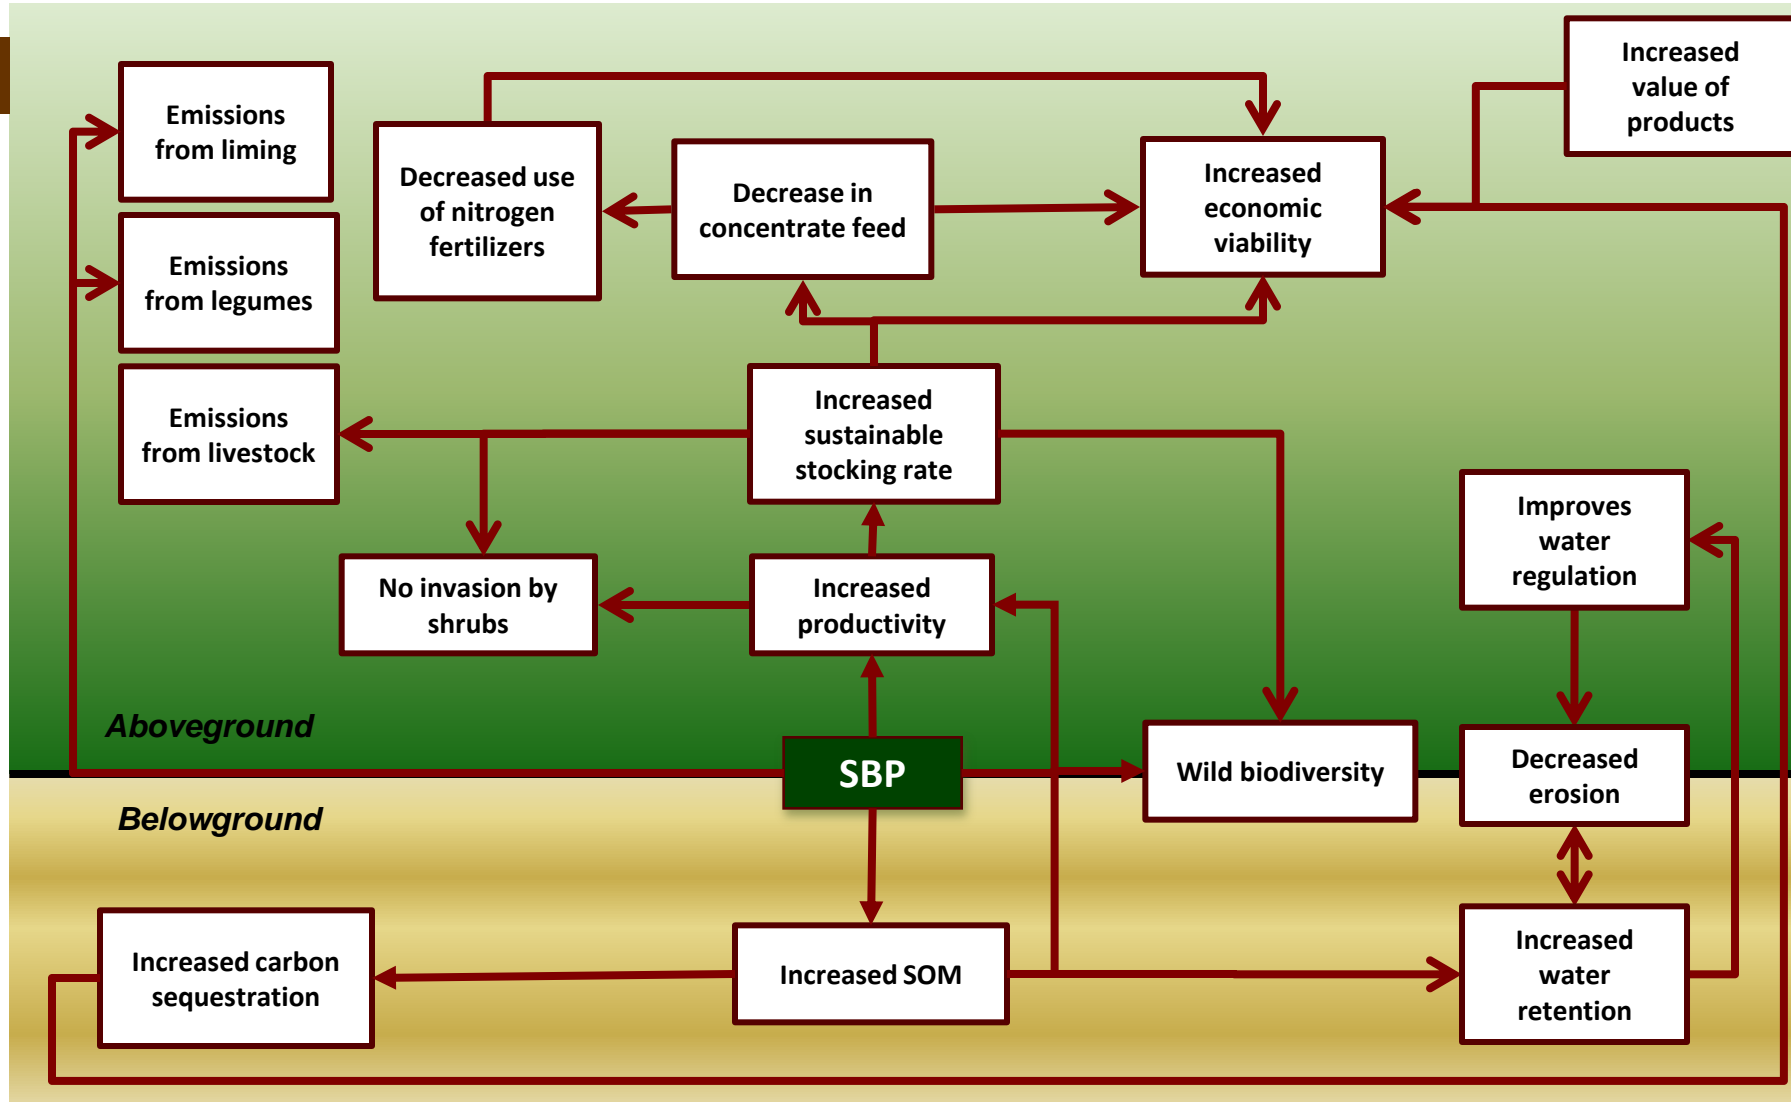 Increased
value of
products
Emissions
from liming
Decreased use
of nitrogen
fertilizers
Decrease in
concentrate feed
Increased
economic
viability
Emissions
from legumes
Emissions
from livestock
Increased
sustainable
stocking rate
Improves
water
regulation
No invasion by
shrubs
Increased
productivity
Aboveground
SBP
Wild biodiversity
Decreased
erosion
Belowground
Increased carbon
sequestration
Increased SOM
Increased
water
retention